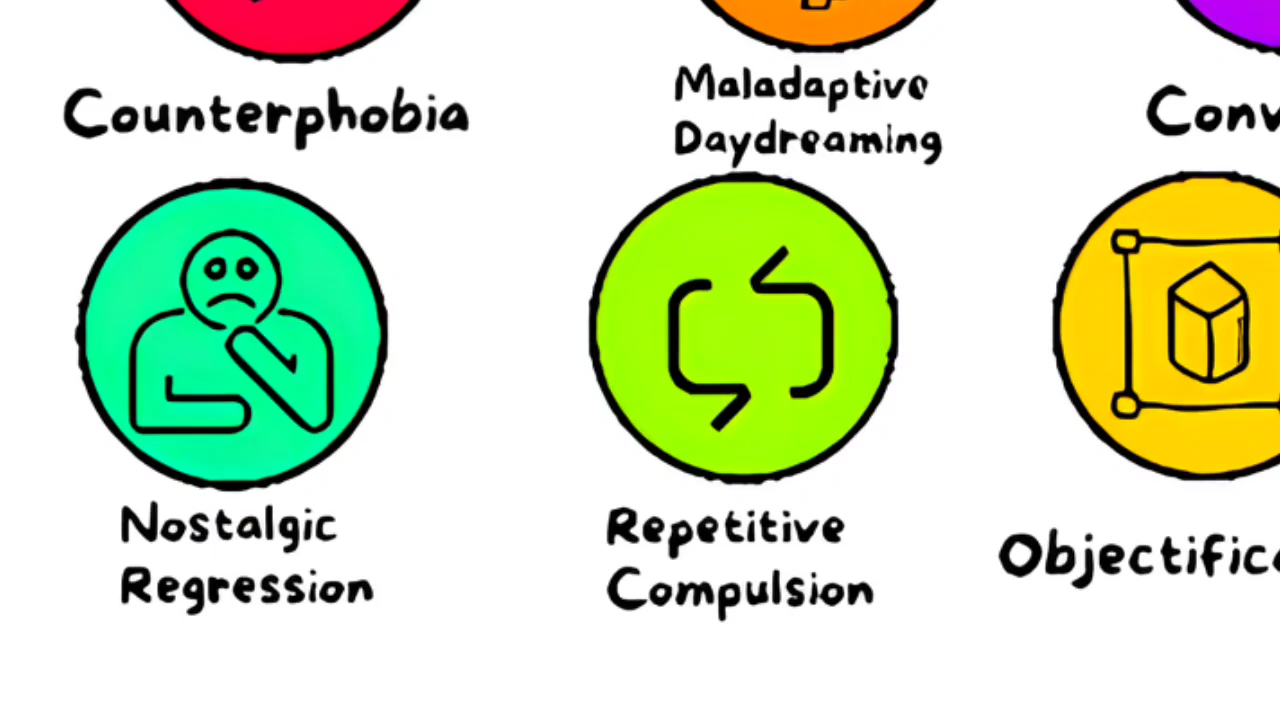 Counterphobia
Maladaptive
Daydreaming
Nostalgic
Regression
Repetitive
Compulsion